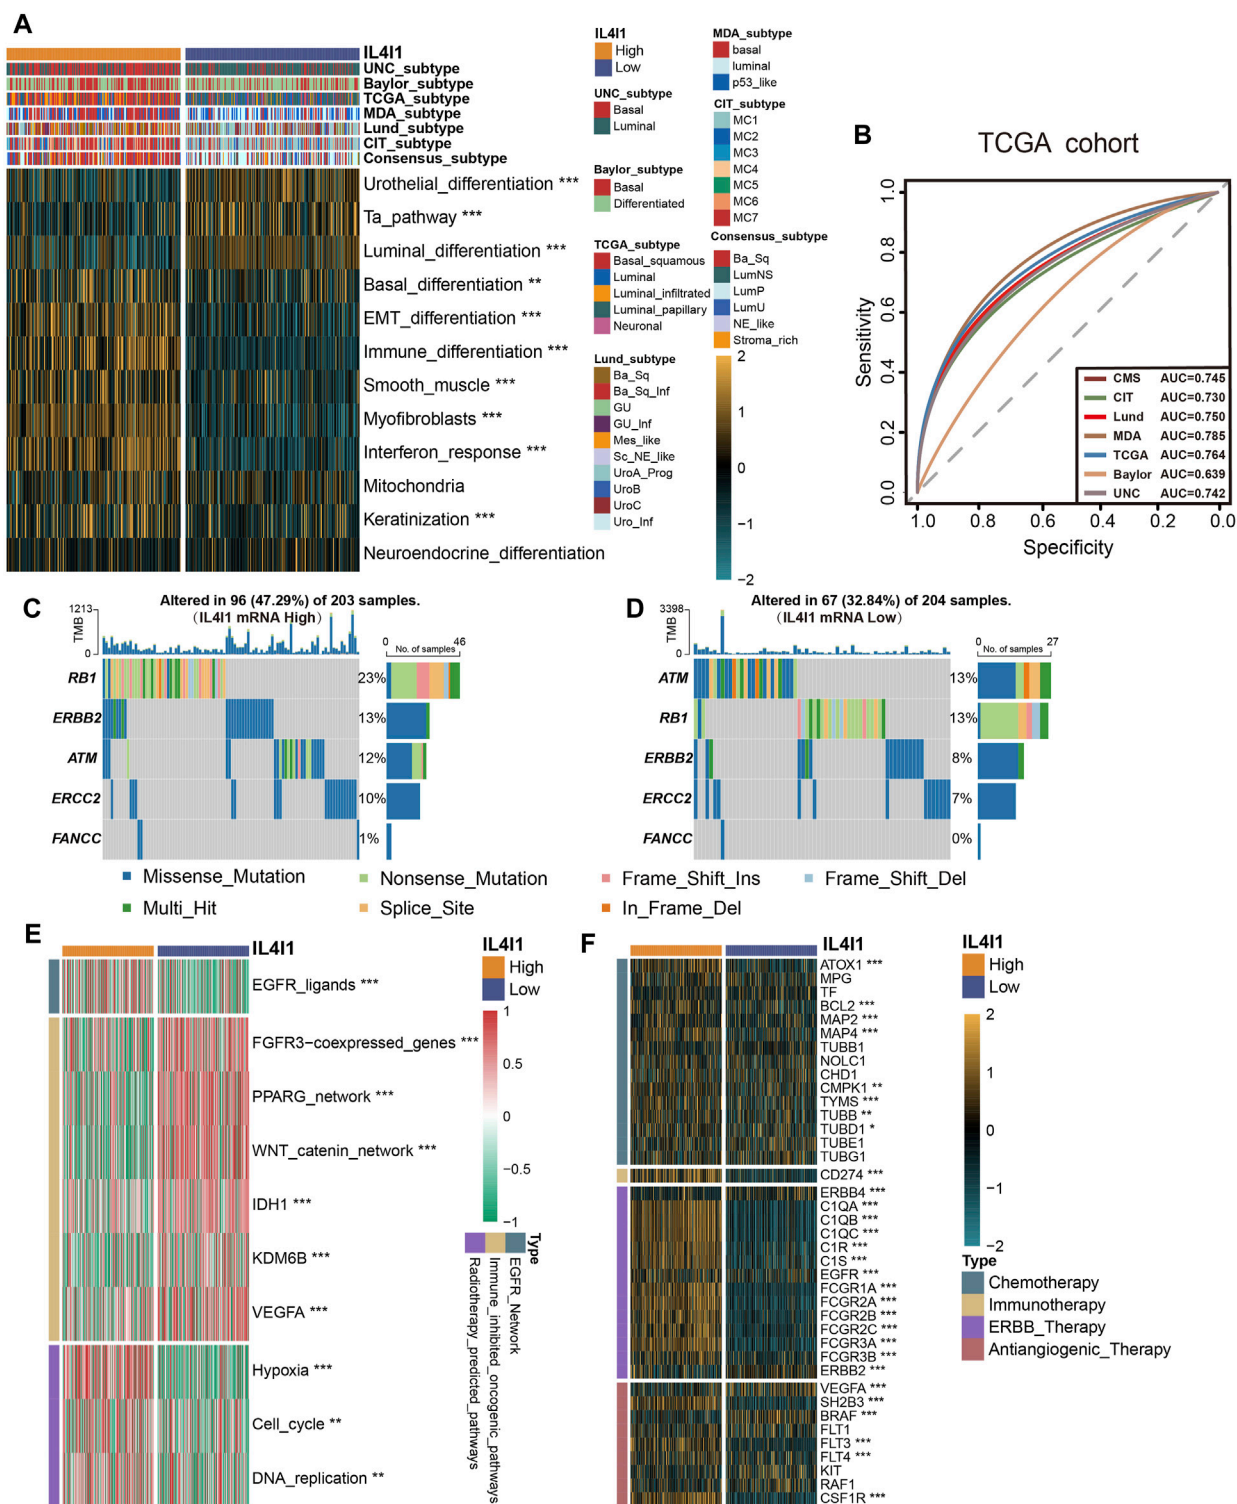 A
IL4I1
UNC_subtype
Baylor_subtype
TCGA_subtype
MDA_subtype
Lund_subtype
CIT_subtype
Consensus_subtype
Urothelial_differentiation ***
Ta_pathway ***
Luminal_differentiation ***
Basal_differentiation **
EMT_differentiation ***
Immune_differentiation ***
Smooth_muscle ***
Myofibroblasts ***
Interferon_response ***
Mitochondria
Keratinization ***
Neuroendocrine_differentiation
IL4I1
High
Low
UNC_subtype
Basal
Luminal
Baylor_subtype
Basal
Differentiated
TCGA_subtype
Basal_squamous
Luminal
Luminal_infiltrated
Luminal_papillary
Neuronal
Lund_subtype
Ba_Sq
Ba_Sq_Inf
GU
GU_Inf
Mes_like
Sc_NE_like
UroA_Prog
UroB
UroC
Uro_Inf
MDA_subtype
basal
luminal
p53_like
CIT_subtype
MC1
MC2
MC3
MC4
MC5
MC6
MC7
Consensus_subtype
Ba_Sq
LumNS
LumP
LumU
NE_like
Stroma_rich
2
1
0
−1
−2
B
TCGA cohort
Sensitivity
1.0
0.8
0.6
0.4
0.2
0.0
CMS AUC=0.745
CIT AUC=0.730
Lund AUC=0.750
MDA AUC=0.785
TCGA AUC=0.764
Baylor AUC=0.639
UNC AUC=0.742
1.0 0.8 0.6 0.4 0.2 0.0
Specificity
C
Altered in 96 (47.29%) of 203 samples.
（IL4I1 mRNA High）
1213
TMB
0
0 46
No. of samples
RB1 23%
ERBB2 13%
ATM 12%
ERCC2 10%
FANCC 1%
D
Altered in 67 (32.84%) of 204 samples.
（IL4I1 mRNA Low）
3398
TMB
0
0 27
No. of samples
ATM 13%
RB1 13%
ERBB2 8%
ERCC2 7%
FANCC 0%
Missense_Mutation Nonsense_Mutation Frame_Shift_Ins Frame_Shift_Del
Multi_Hit Splice_Site In_Frame_Del
E
IL4I1
EGFR_ligands ***
FGFR3−coexpressed_genes ***
PPARG_network ***
WNT_catenin_network ***
IDH1 ***
KDM6B ***
VEGFA ***
Hypoxia ***
Cell_cycle **
DNA_replication **
IL4I1
High
Low
1
0.5
0
−0.5
−1
Type
EGFR_Network
Immune_inhibited_oncogenic_pathways
Radiotherapy_predicted_pathways
F
IL4I1
ATOX1 ***
MPG
TF
BCL2 ***
MAP2 ***
MAP4 ***
TUBB1
NOLC1
CHD1
CMPK1 **
TYMS ***
TUBB **
TUBD1 *
TUBE1
TUBG1
CD274 ***
ERBB4 ***
C1QA ***
C1QB ***
C1QC ***
C1R ***
C1S ***
EGFR ***
FCGR1A ***
FCGR2A ***
FCGR2B ***
FCGR2C ***
FCGR3A ***
FCGR3B ***
ERBB2 ***
VEGFA ***
SH2B3 ***
BRAF ***
FLT1
FLT3 ***
FLT4 ***
KIT
RAF1
CSF1R ***
IL4I1
High
Low
2
1
0
−1
−2
Type
Chemotherapy
Immunotherapy
ERBB_Therapy
Antiangiogenic_Therapy